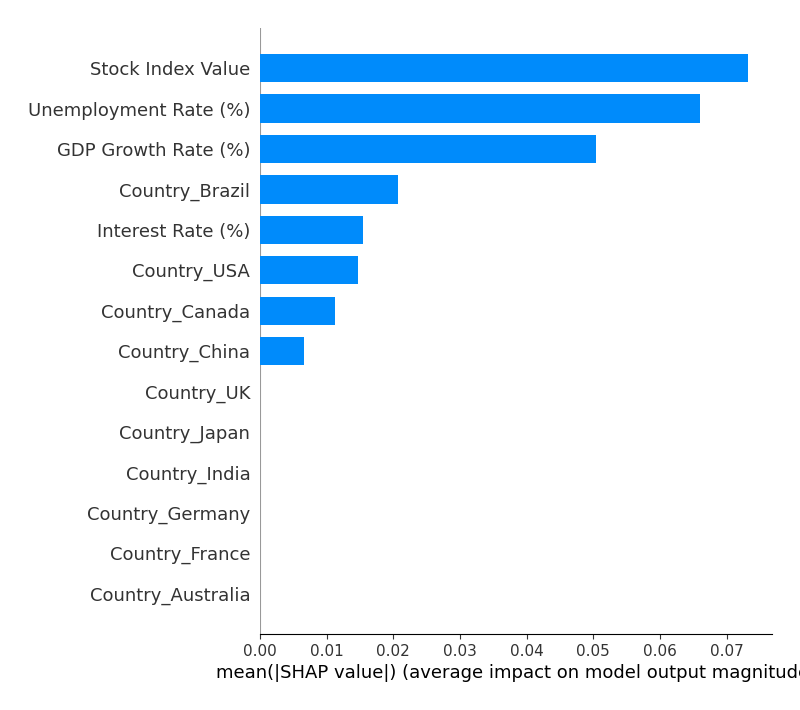 Stock Index Value
Unemployment Rate (%)
GDP Growth Rate (%)
Country_Brazil
Interest Rate (%)
Country_USA
Country_Canada
Country_China
Country_UK
Country_Japan
Country_India
Country_Germany
Country_France
Country_Australia
0.00 0.01 0.02 0.03 0.04 0.05 0.06 0.07
mean(|SHAP value|) (average impact on model output magnitude